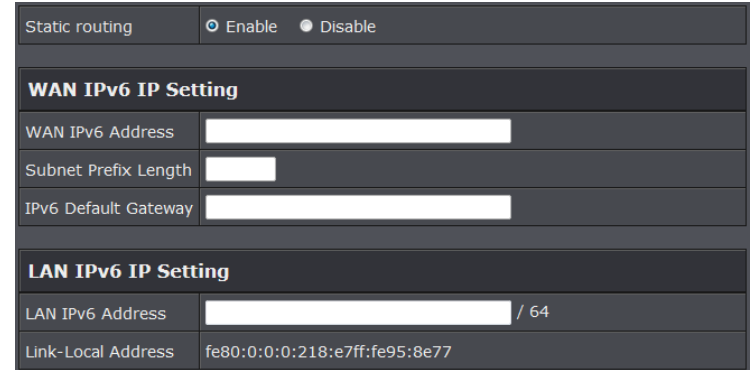 Static routing Enable Disable
WAN IPv6 IP Setting
WAN IPv6 Address
Subnet Prefix Length
IPv6 Default Gateway
LAN IPv6 IP Setting
LAN IPv6 Address / 64
Link-Local Address fe80:0:0:0:218:e7ff:fe95:8e77